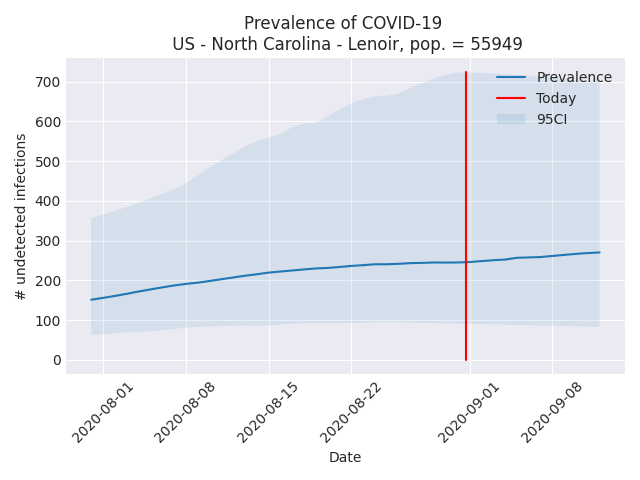 Prevalence of COVID-19
US - North Carolina - Lenoir, pop. = 55949
Prevalence
Today
95CI
# undetected infections
700
600
500
400
300
200
100
0
2020-08-01
2020-08-08
2020-08-15
2020-08-22
2020-09-01
2020-09-08
Date